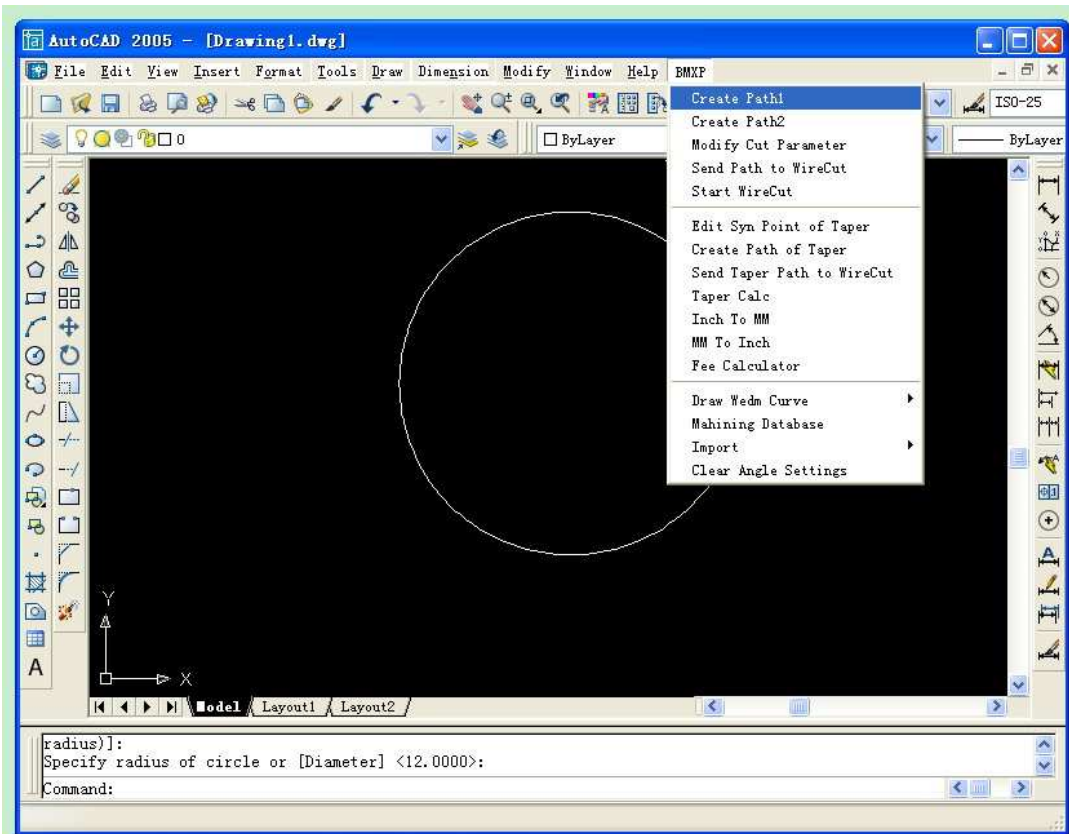 AutoCAD 2005 - [Drawing1.dwg]
File Edit View Insert Format Tools Draw Dimension Modify Window Help BMXP
ISO-25
0
ByLayer
ByLayer
Create Path1
Create Path2
Modify Cut Parameter
Send Path to WireCut
Start WireCut
Edit Syn Point of Taper
Create Path of Taper
Send Taper Path to WireCut
Taper Calc
Inch To MM
MM To Inch
Fee Calculator
Draw Wedm Curve
Mahining Database
Import
Clear Angle Settings
A
Y
X
Model Layout1 Layout2
radius)]:
Specify radius of circle or [Diameter] <12.0000>:
Command: